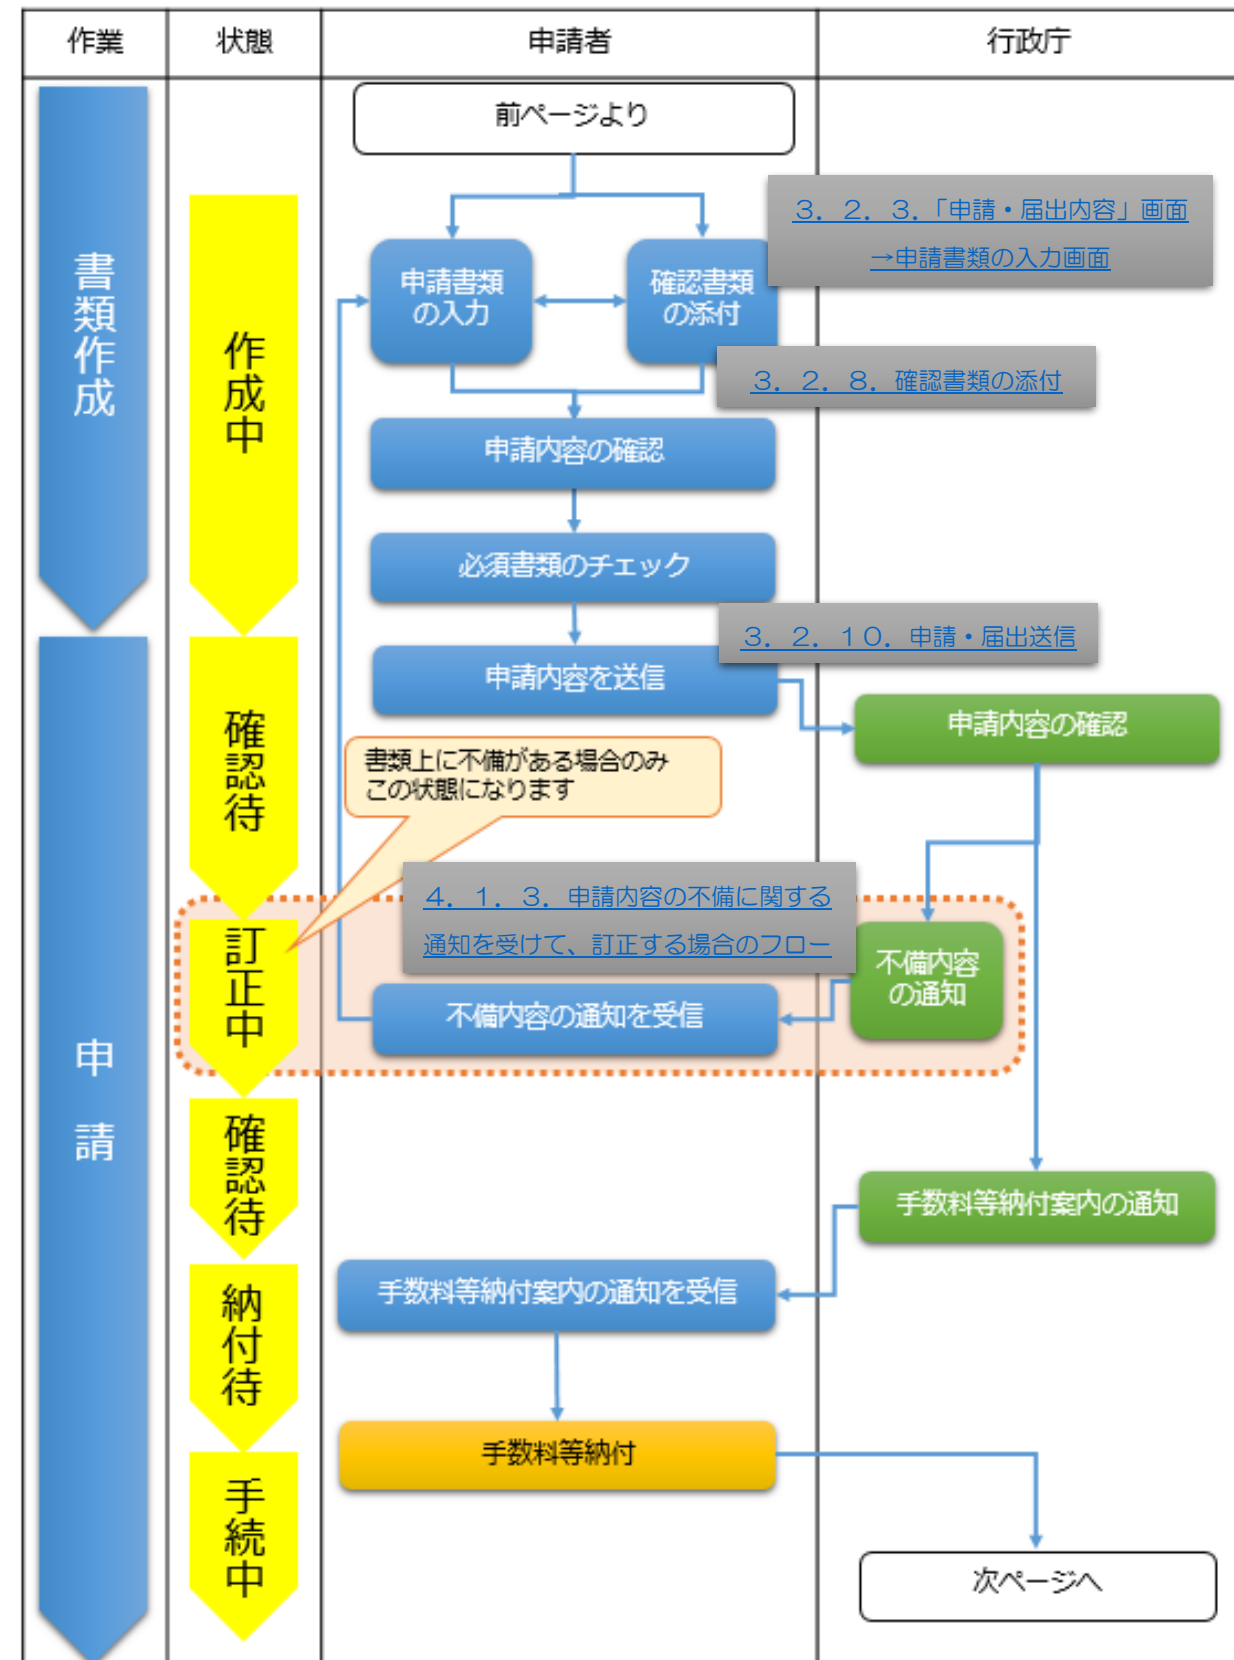 作業
状態
申請者
行政庁
前ページより
書類作成
作成中
申請書類
の入力
確認書類
の添付
3．2．3．「申請・届出内容」画面
→申請書類の入力画面
3．2．8．確認書類の添付
申請内容の確認
必須書類のチェック
3．2．10．申請・届出送信
申請内容を送信
申請
確認待
申請内容の確認
書類上に不備がある場合のみ
この状態になります
4．1．3．申請内容の不備に関する
通知を受けて、訂正する場合のフロー
訂正中
不備内容
の通知
不備内容の通知を受信
確認待
手数料等納付案内の通知
納付待
手数料等納付案内の通知を受信
手数料等納付
手続中
次ページへ